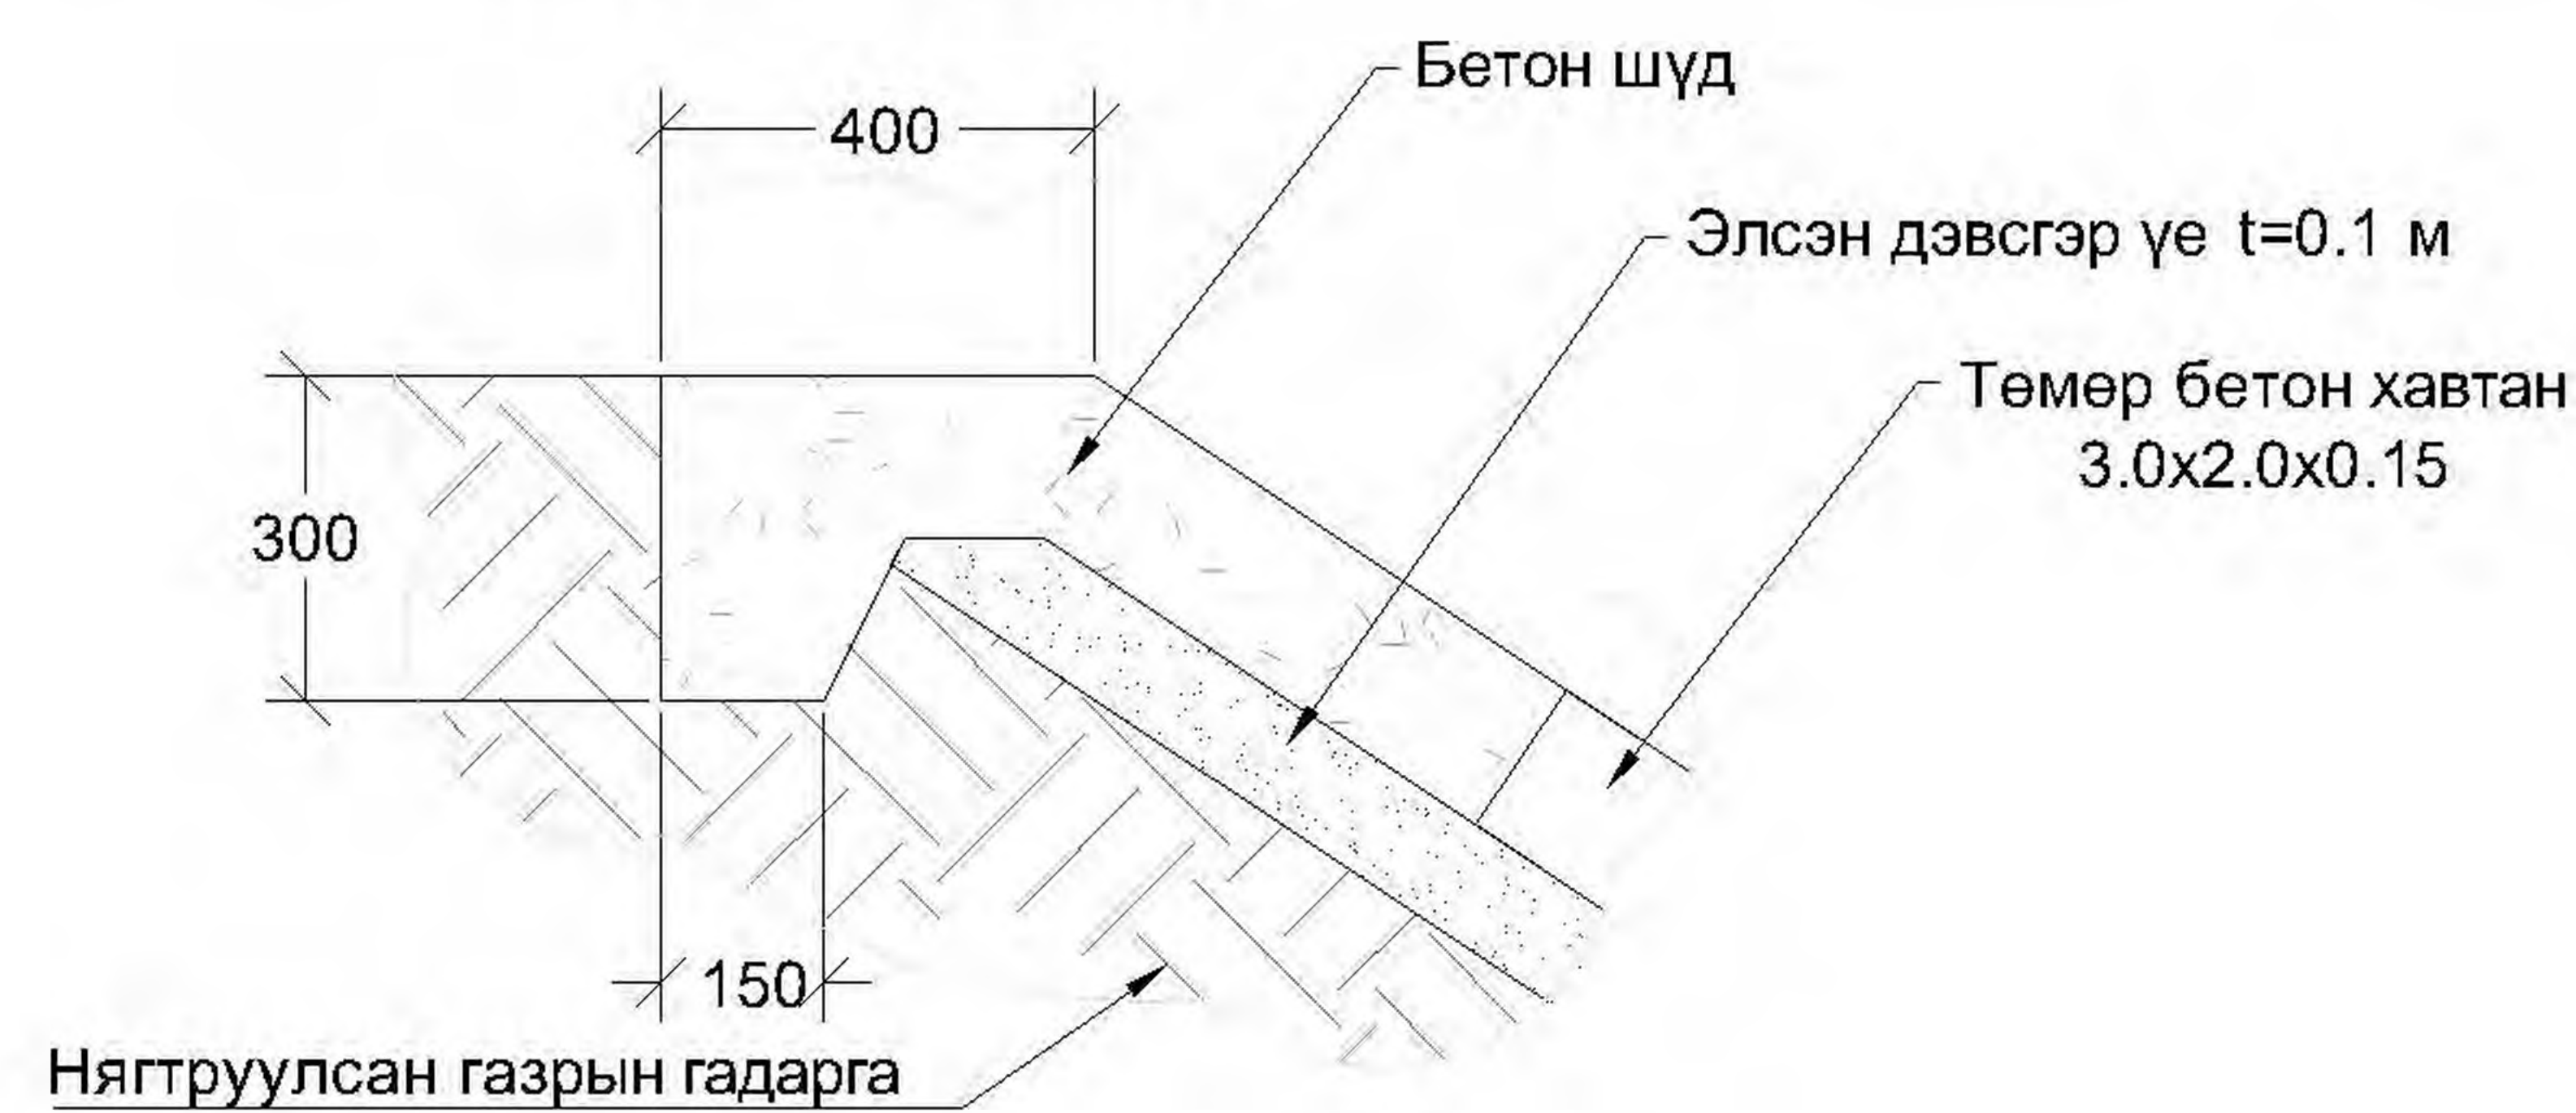 Бетон шүд
400
Элсэн дэвсгэр үе t=0.1 м
Төмөр бетон хавтан
3.0x2.0x0.15
300
150
Нягтруулсан газрын гадарга